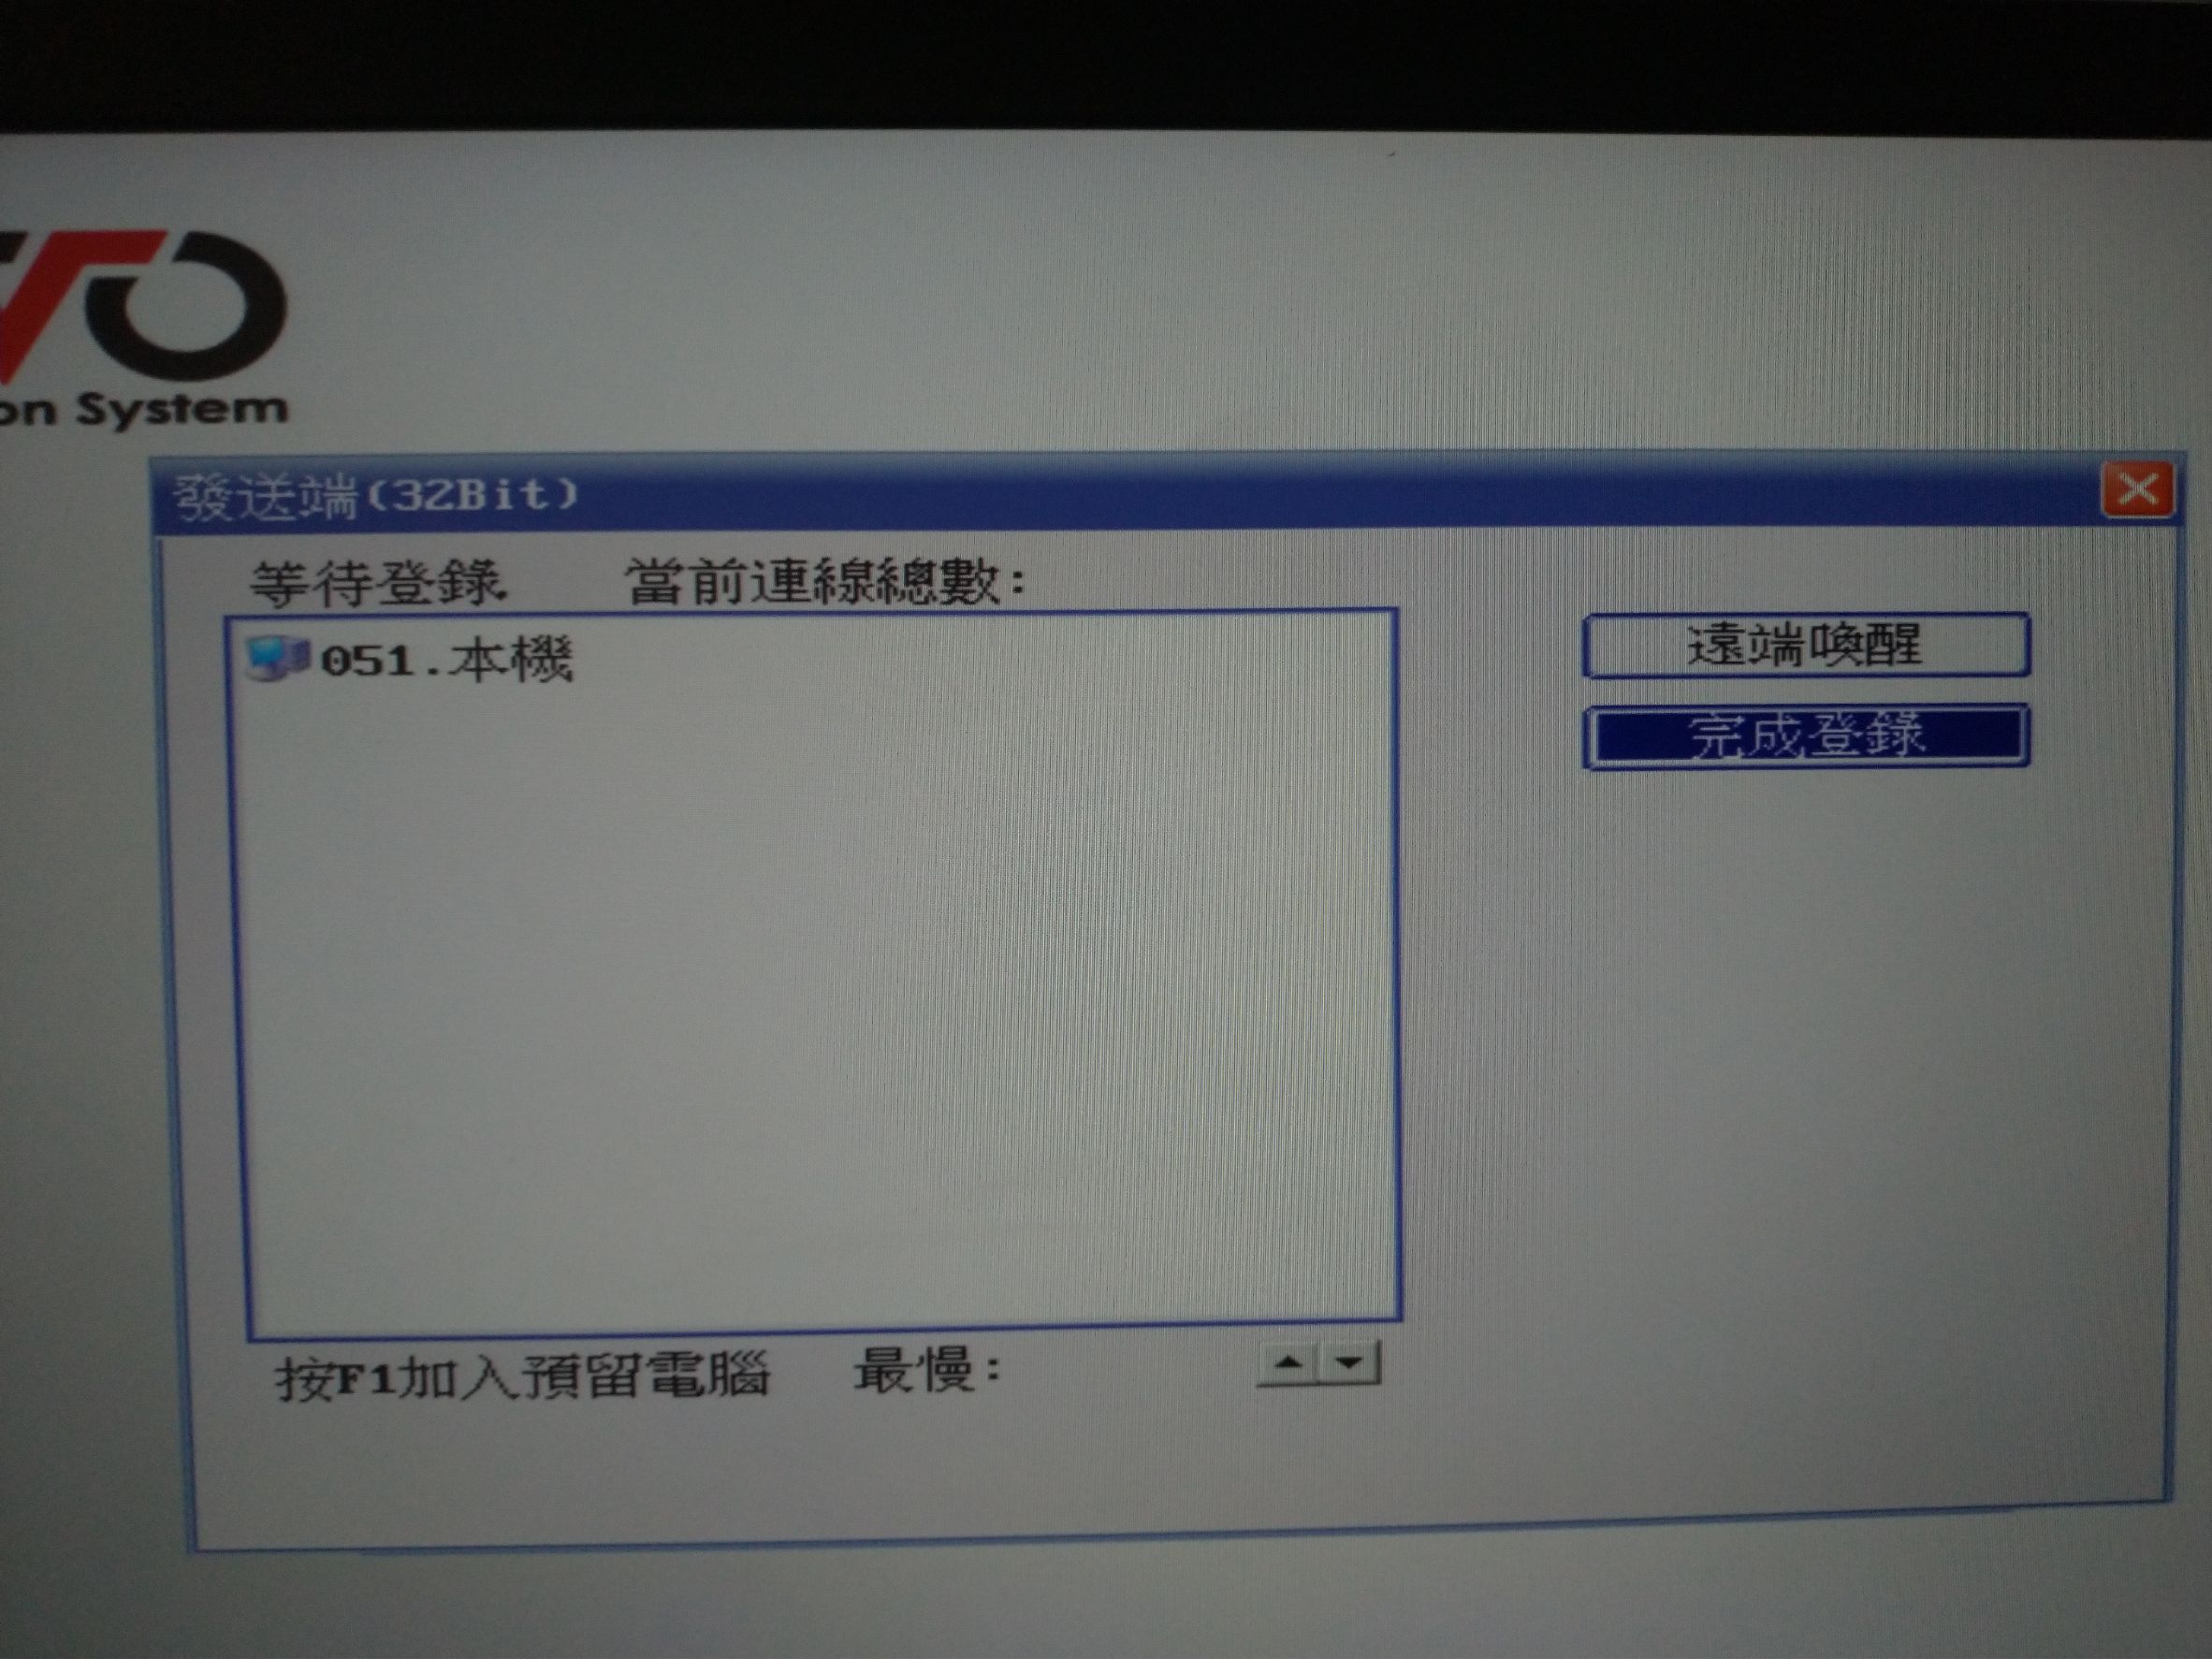 on System
發送端(32Bit)
等待登錄. 當前連線總數:
051.本機
遠端喚醒
完成登錄
按F1加入預留電腦 最慢: